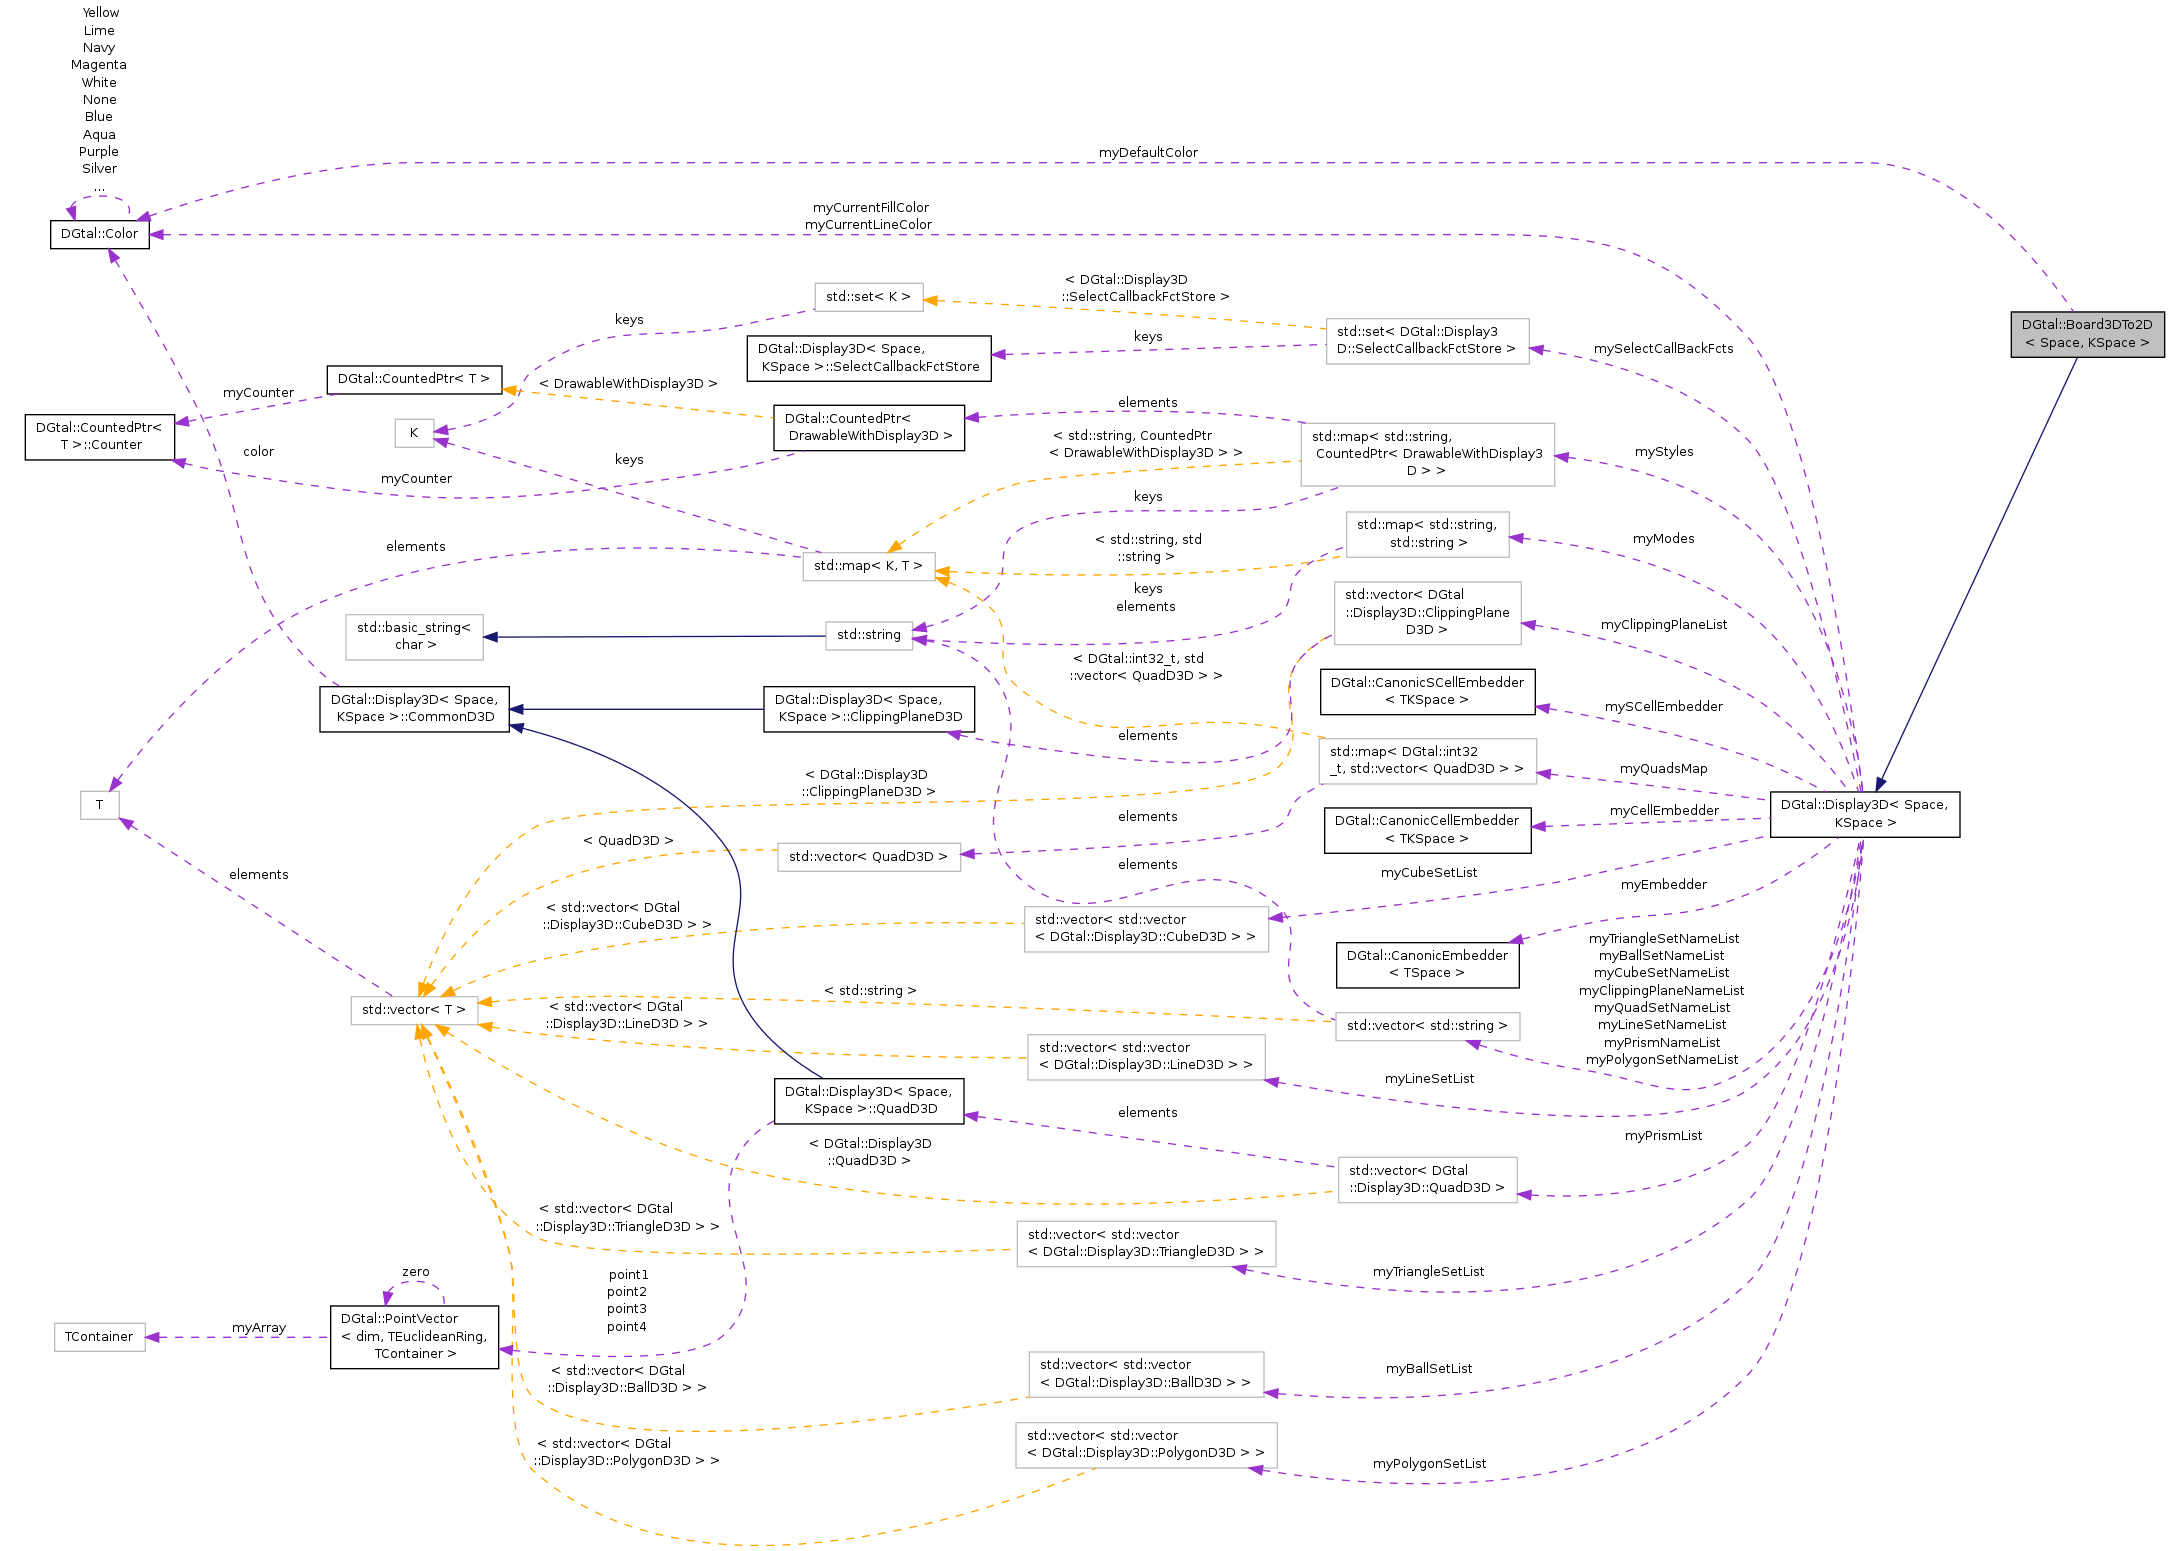 Yellow
Lime
Navy
Magenta
White
None
Blue
Aqua
Purple
Silver
...
DGtal::Color
myDefaultColor
myCurrentFillColor
myCurrentLineColor
DGtal::Board3DTo2D
< Space, KSpace >
std::set< K >
< DGtal::Display3D
::SelectCallbackFctStore >
std::set< DGtal::Display3
D::SelectCallbackFctStore >
keys
keys
DGtal::Display3D< Space,
KSpace >::SelectCallbackFctStore
mySelectCallBackFcts
DGtal::CountedPtr< T >
myCounter
< DrawableWithDisplay3D >
DGtal::CountedPtr<
T >::Counter
K
DGtal::CountedPtr<
DrawableWithDisplay3D >
elements
std::map< std::string,
CountedPtr< DrawableWithDisplay3
D > >
< std::string, CountedPtr
< DrawableWithDisplay3D > >
myStyles
color
keys
myCounter
keys
std::map< std::string,
std::string >
myModes
< std::string, std
::string >
elements
std::map< K, T >
keys
elements
std::vector< DGtal
::Display3D::ClippingPlane
D3D >
myClippingPlaneList
std::basic_string<
char >
std::string
< DGtal::int32_t, std
::vector< QuadD3D > >
DGtal::CanonicSCellEmbedder
< TKSpace >
mySCellEmbedder
DGtal::Display3D< Space,
KSpace >::CommonD3D
DGtal::Display3D< Space,
KSpace >::ClippingPlaneD3D
elements
std::map< DGtal::int32
_t, std::vector< QuadD3D > >
myQuadsMap
T
< DGtal::Display3D
::ClippingPlaneD3D >
DGtal::Display3D< Space,
KSpace >
elements
DGtal::CanonicCellEmbedder
< TKSpace >
myCellEmbedder
< QuadD3D >
std::vector< QuadD3D >
elements
elements
myCubeSetList
myEmbedder
< std::vector< DGtal
::Display3D::CubeD3D > >
std::vector< std::vector
< DGtal::Display3D::CubeD3D > >
DGtal::CanonicEmbedder
< TSpace >
myTriangleSetNameList
myBallSetNameList
myCubeSetNameList
myClippingPlaneNameList
myQuadSetNameList
myLineSetNameList
myPrismNameList
myPolygonSetNameList
std::vector< T >
< std::string >
std::vector< std::string >
< std::vector< DGtal
::Display3D::LineD3D > >
std::vector< std::vector
< DGtal::Display3D::LineD3D > >
myLineSetList
DGtal::Display3D< Space,
KSpace >::QuadD3D
elements
< DGtal::Display3D
::QuadD3D >
std::vector< DGtal
::Display3D::QuadD3D >
myPrismList
< std::vector< DGtal
::Display3D::TriangleD3D > >
std::vector< std::vector
< DGtal::Display3D::TriangleD3D > >
myTriangleSetList
point1
point2
point3
point4
zero
TContainer
myArray
DGtal::PointVector
< dim, TEuclideanRing,
TContainer >
< std::vector< DGtal
::Display3D::BallD3D > >
std::vector< std::vector
< DGtal::Display3D::BallD3D > >
myBallSetList
< std::vector< DGtal
::Display3D::PolygonD3D > >
std::vector< std::vector
< DGtal::Display3D::PolygonD3D > >
myPolygonSetList